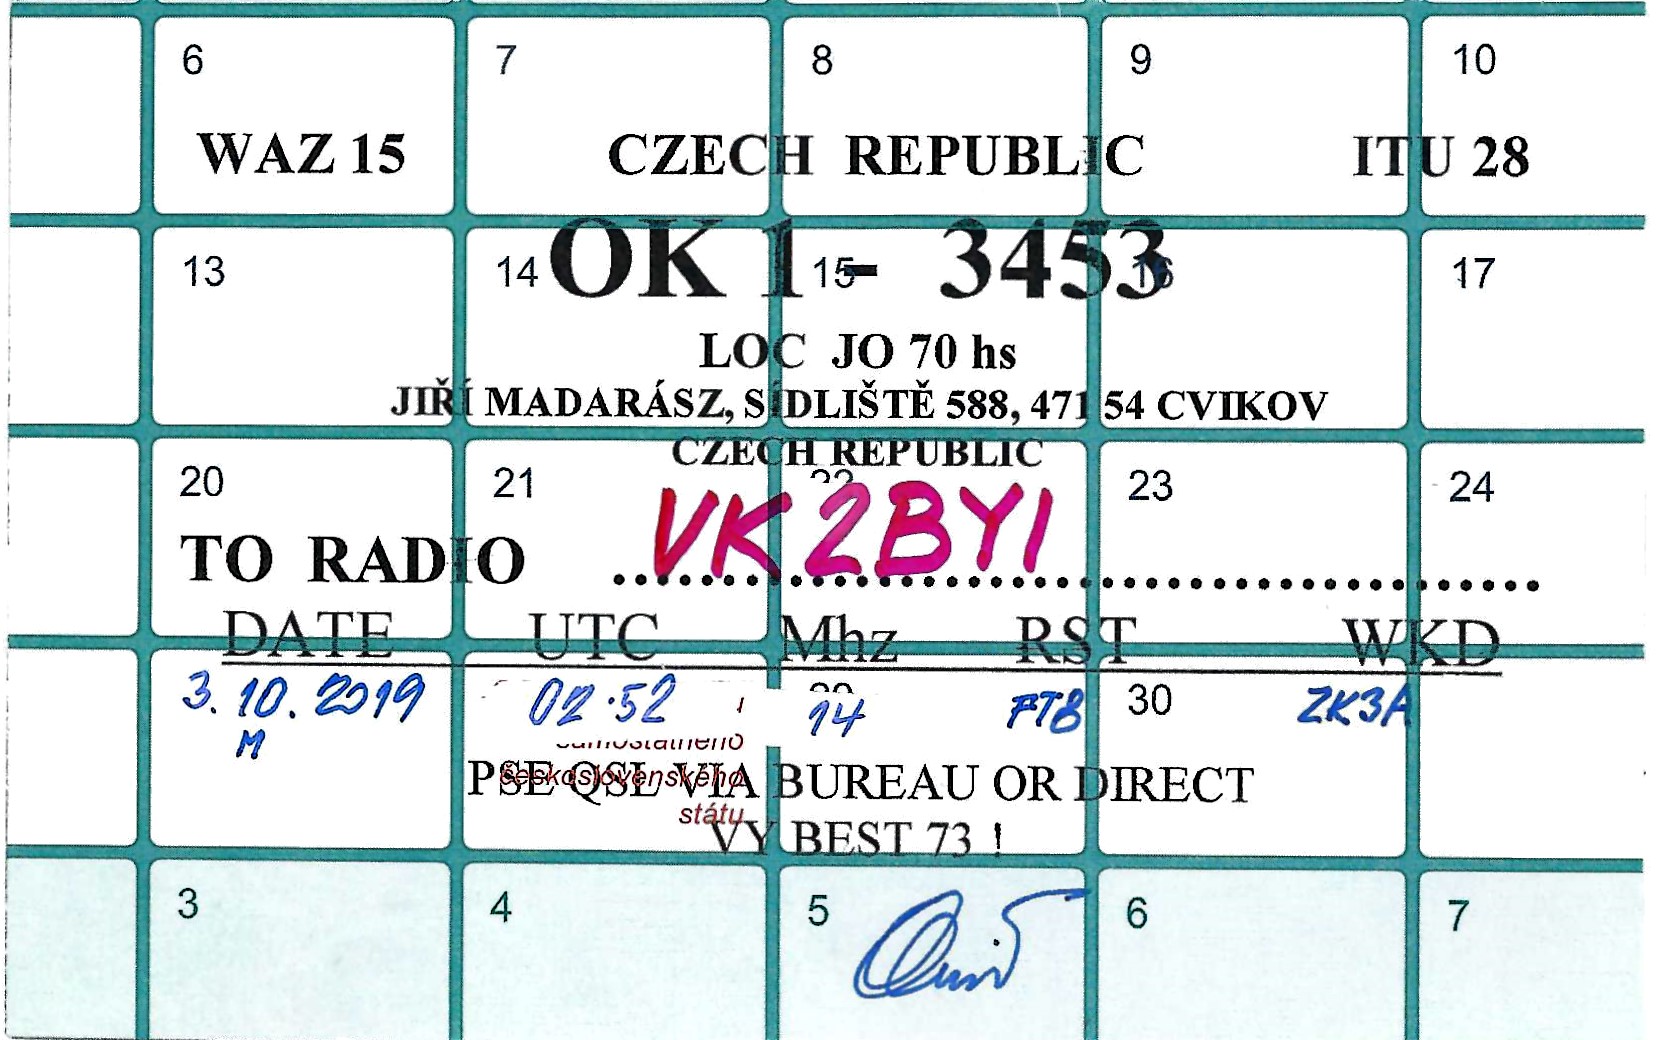 6 7 8 9 10
WAZ 15 CZECH REPUBLIC ITU 28
OK 1 - 3453
13 14 15 16 17
LOC JO 70 hs
JIŘÍ MADARÁSZ, SÍDLIŠTĚ 588, 471 54 CVIKOV
CZECH REPUBLIC
20 21 22 23 24
VK2BYI
TO RADIO ........................................
DATE UTC Mhz RST WKD
3. 10. 2019 02.52 14 FT8 30 ZK3A
M
samostatného
československého
PSE QSL VIA BUREAU OR DIRECT
státu
VY BEST 73 !
3 4 5 6 7